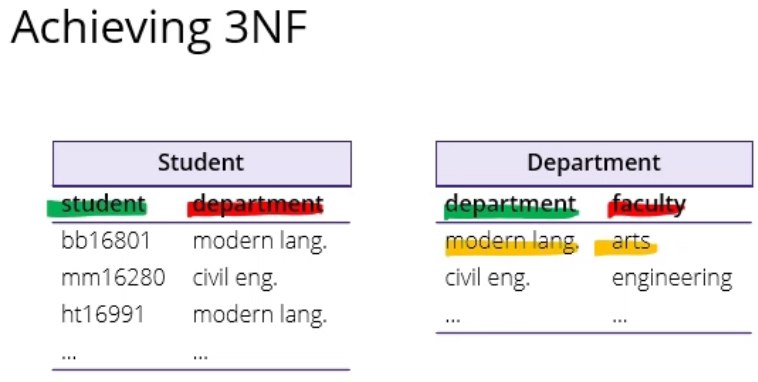 Achieving 3NF
Student
student department
bb16801 modern lang.
mm16280 civil eng.
ht16991 modern lang.
... ...
Department
department faculty
modern lang. arts
civil eng. engineering
... ...